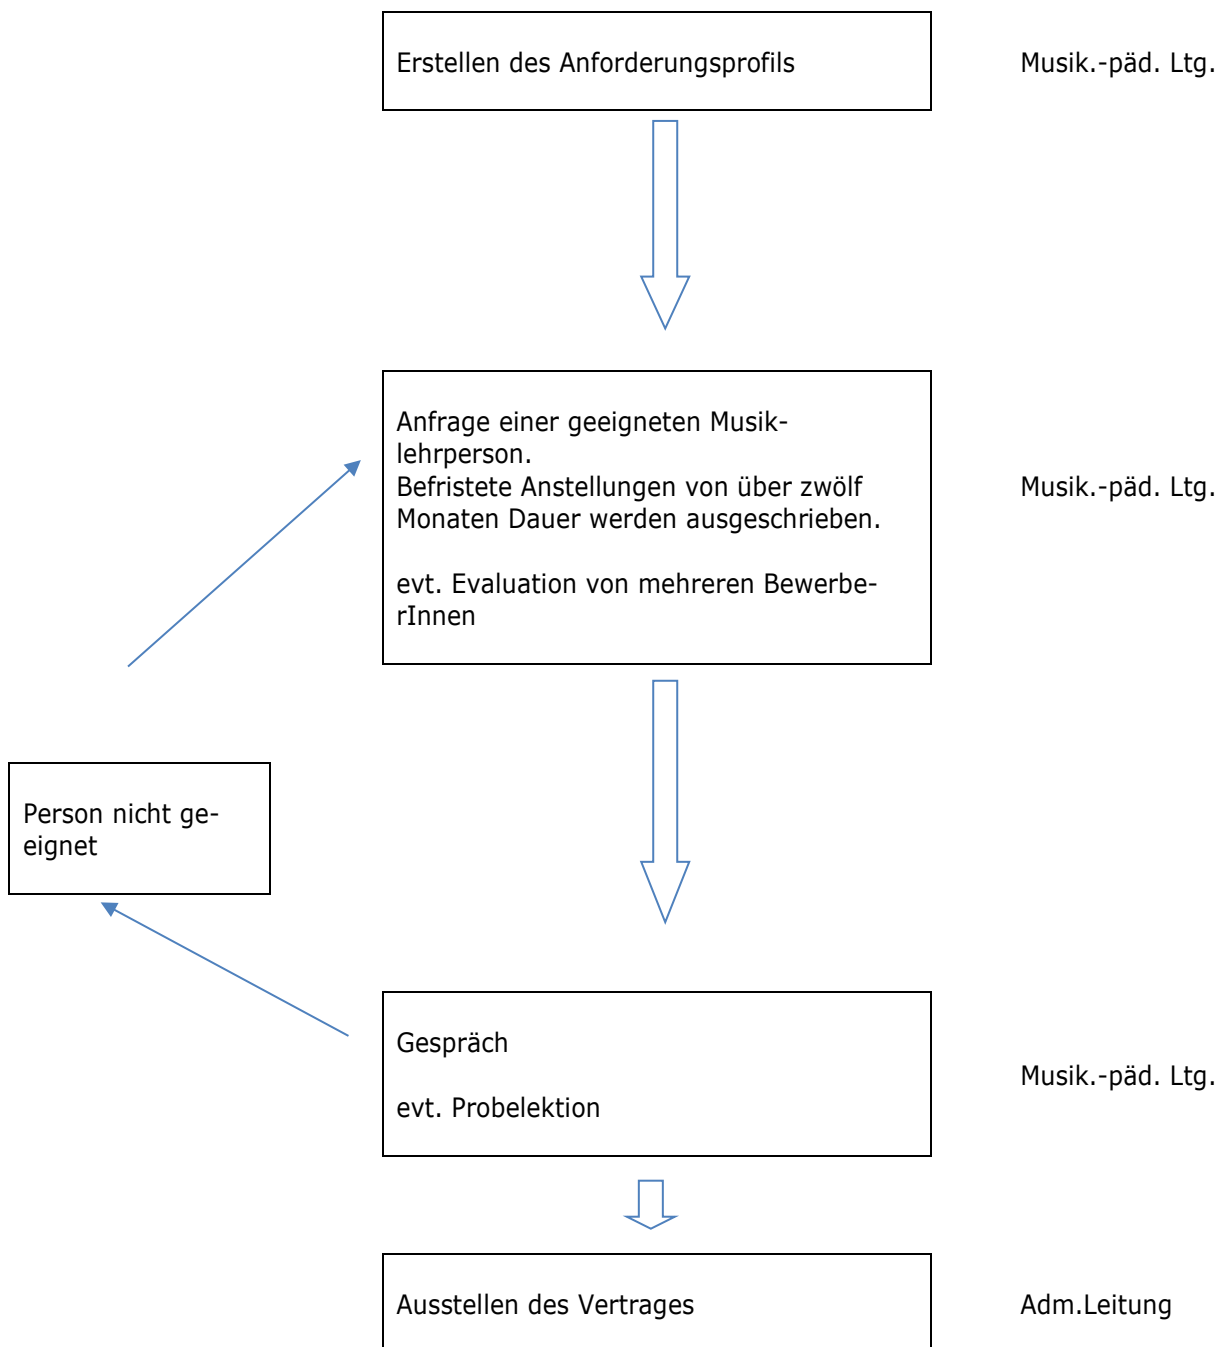 Erstellen des Anforderungsprofils
Musik.-päd. Ltg.
Anfrage einer geeigneten Musik-
lehrperson.
Befristete Anstellungen von über zwölf
Monaten Dauer werden ausgeschrieben.
evt. Evaluation von mehreren Bewerbe-
rInnen
Musik.-päd. Ltg.
Person nicht ge-
eignet
Gespräch
evt. Probelektion
Musik.-päd. Ltg.
Ausstellen des Vertrages
Adm.Leitung